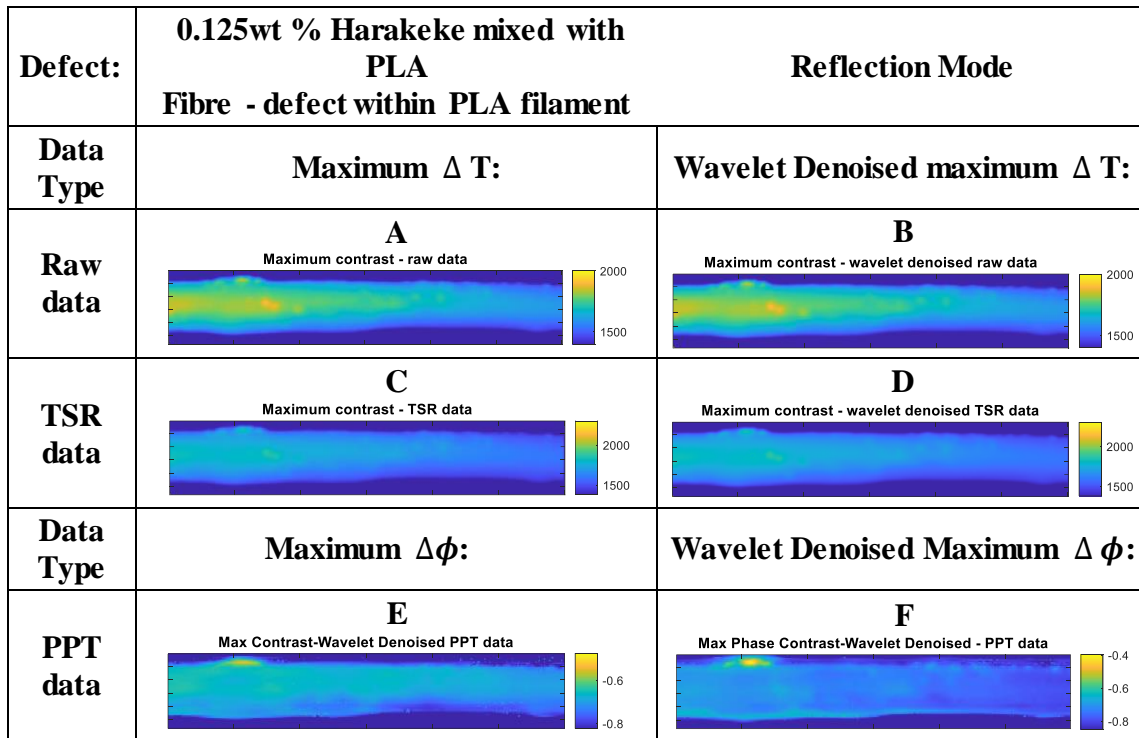 Defect:
0.125wt % Harakeke mixed with
PLA
Fibre - defect within PLA filament
Reflection Mode
Data
Type
Maximum Δ T:
Wavelet Denoised maximum Δ T:
Raw
data
A
Maximum contrast - raw data
2000
1500
B
Maximum contrast - wavelet denoised raw data
2000
1500
TSR
data
C
Maximum contrast - TSR data
2000
1500
D
Maximum contrast - wavelet denoised TSR data
2000
1500
Data
Type
Maximum Δϕ:
Wavelet Denoised Maximum Δ ϕ:
PPT
data
E
Max Contrast-Wavelet Denoised PPT data
-0.6
-0.8
F
Max Phase Contrast-Wavelet Denoised - PPT data
-0.4
-0.6
-0.8